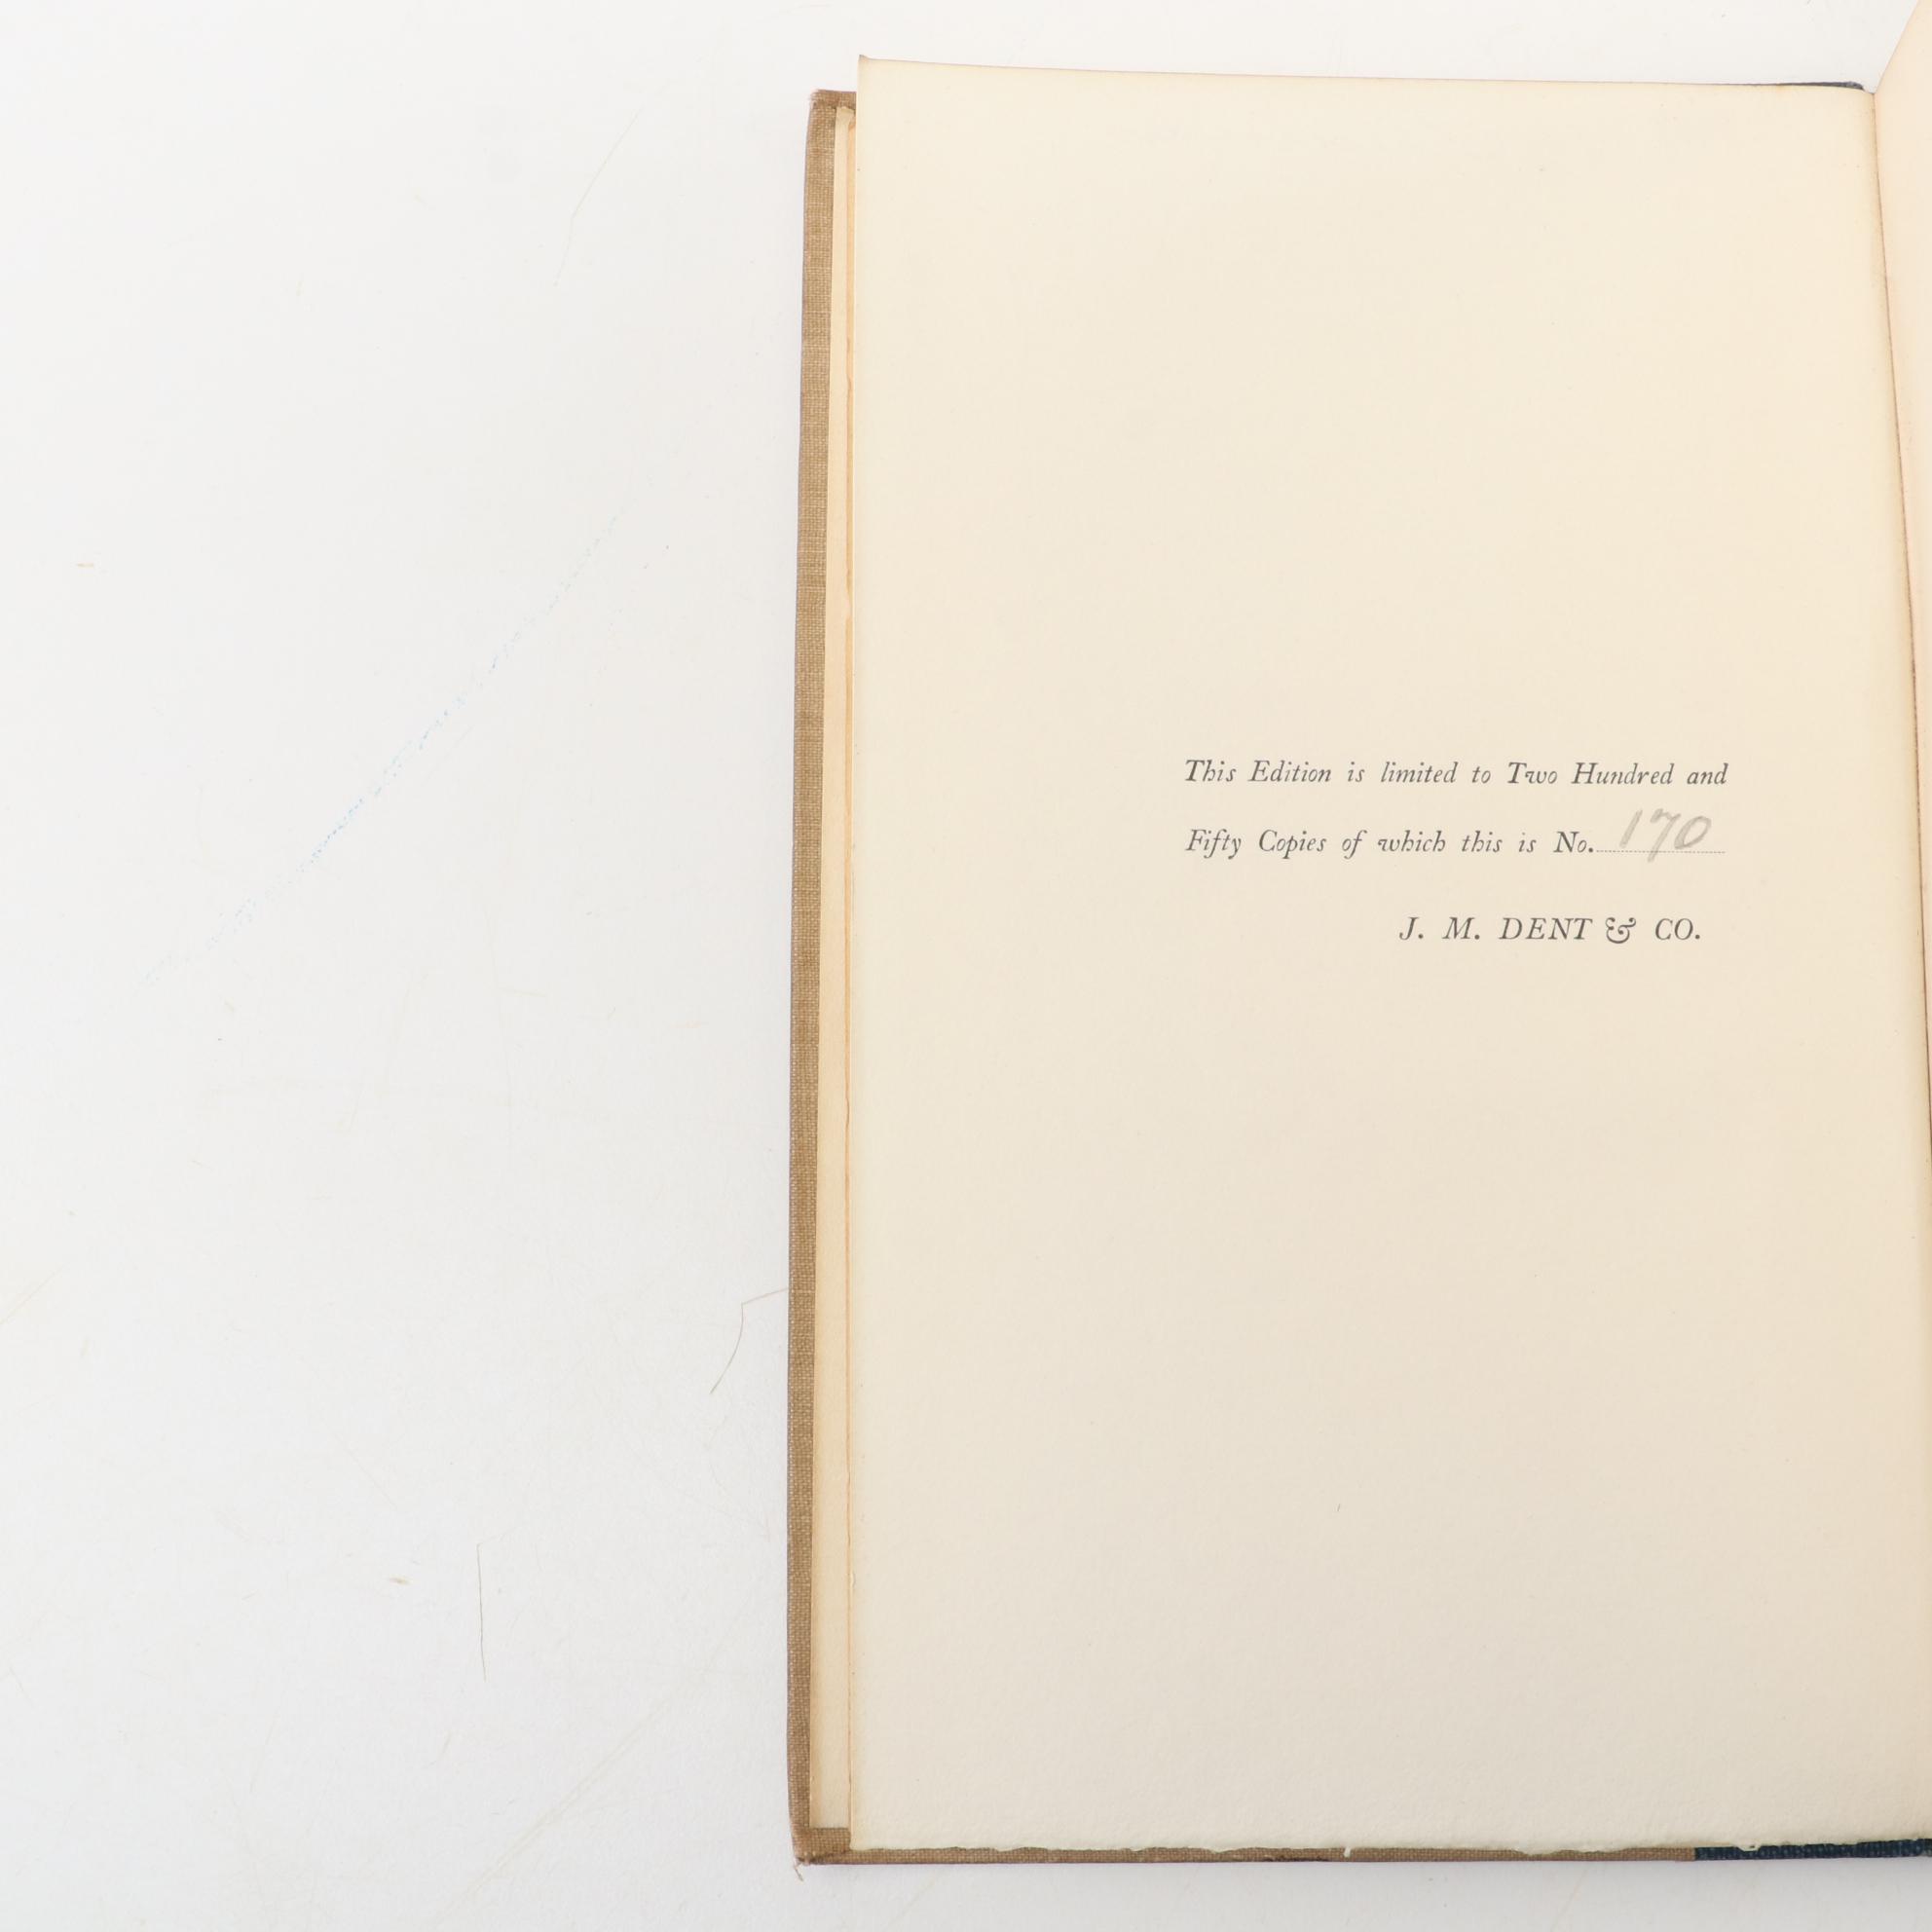 This Edition is limited to Two Hundred and
Fifty Copies of which this is No. 170
J. M. DENT & CO.